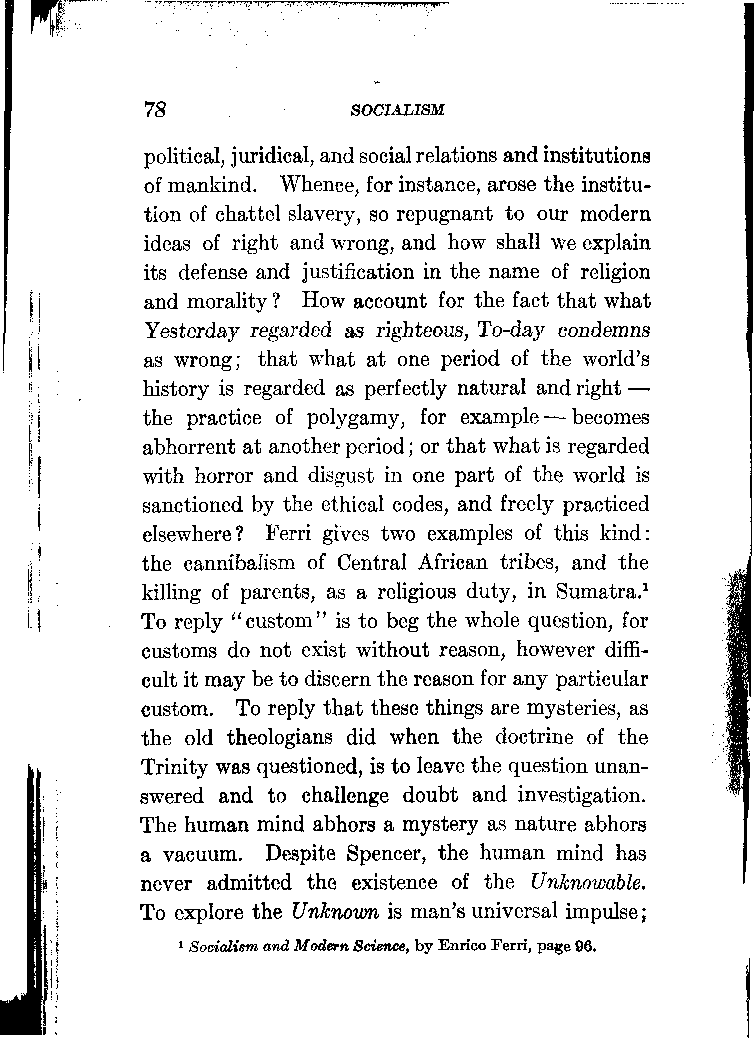 78 SOCIALISM
political, juridical, and social relations and institutions
of mankind. Whence, for instance, arose the institu-
tion of chattel slavery, so repugnant to our modern
ideas of right and wrong, and how shall we explain
its defense and justification in the name of religion
and morality? How account for the fact that what
Yesterday regarded as righteous, To-day condemns
as wrong; that what at one period of the world's
history is regarded as perfectly natural and right —
the practice of polygamy, for example — becomes
abhorrent at another period; or that what is regarded
with horror and disgust in one part of the world is
sanctioned by the ethical codes, and freely practiced
elsewhere? Ferri gives two examples of this kind:
the cannibalism of Central African tribes, and the
killing of parents, as a religious duty, in Sumatra.¹
To reply "custom" is to beg the whole question, for
customs do not exist without reason, however diffi-
cult it may be to discern the reason for any particular
custom. To reply that these things are mysteries, as
the old theologians did when the doctrine of the
Trinity was questioned, is to leave the question unan-
swered and to challenge doubt and investigation.
The human mind abhors a mystery as nature abhors
a vacuum. Despite Spencer, the human mind has
never admitted the existence of the Unknowable.
To explore the Unknown is man's universal impulse;
¹ Socialism and Modern Science, by Enrico Ferri, page 96.